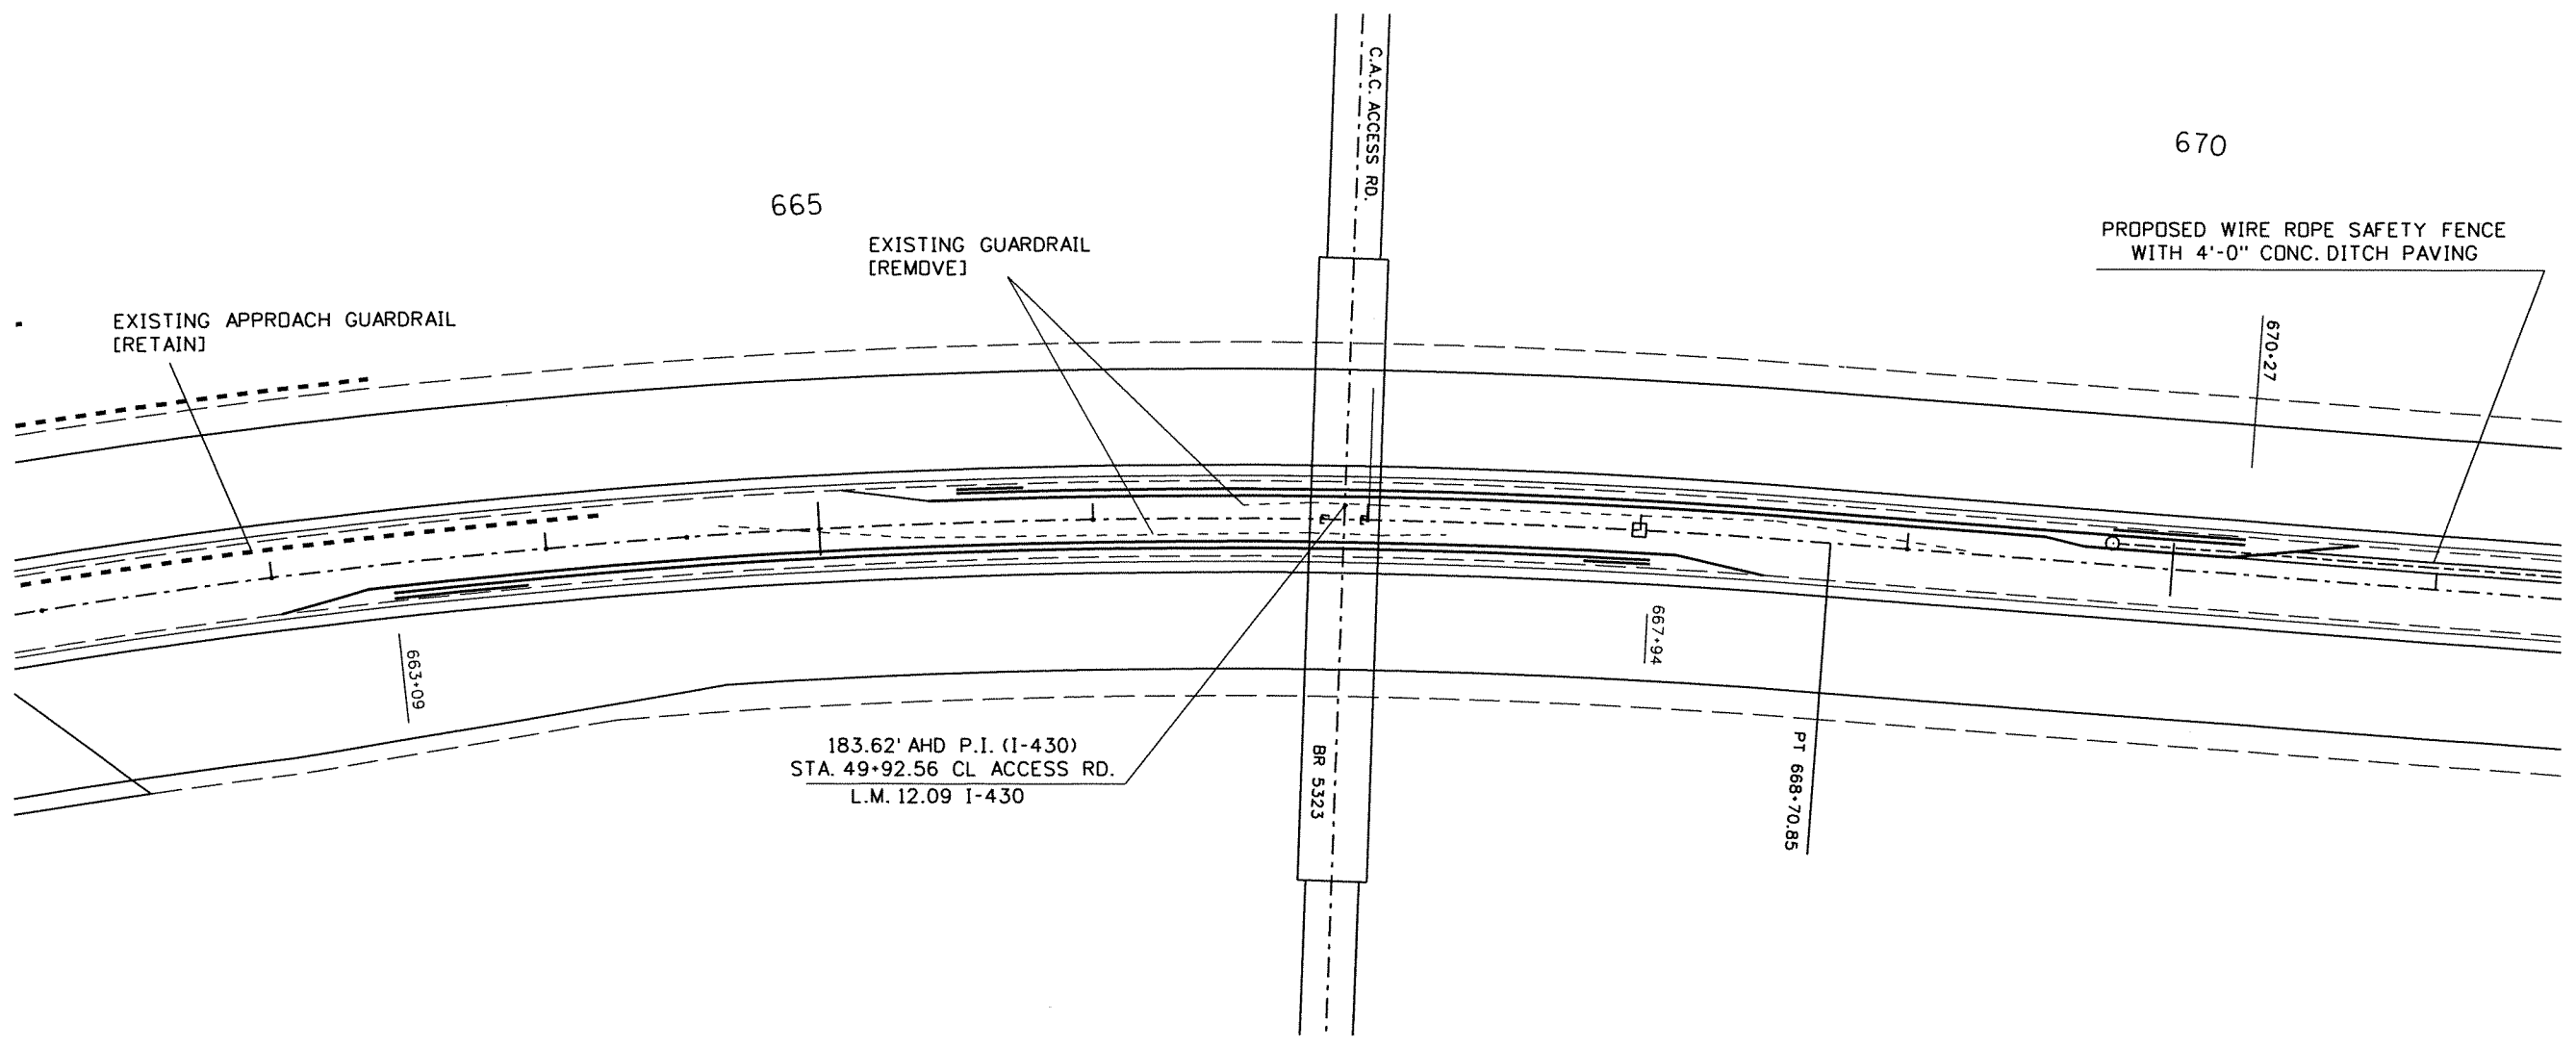 C.A.C. ACCESS RD.
670
665
PROPOSED WIRE ROPE SAFETY FENCE
WITH 4'-0" CONC. DITCH PAVING
EXISTING GUARDRAIL
[REMOVE]
EXISTING APPROACH GUARDRAIL
[RETAIN]
670+27
667+94
663+09
183.62' AHD P.I. (I-430)
STA. 49+92.56 CL ACCESS RD.
L.M. 12.09 I-430
BR 5323
PT 668+70.85